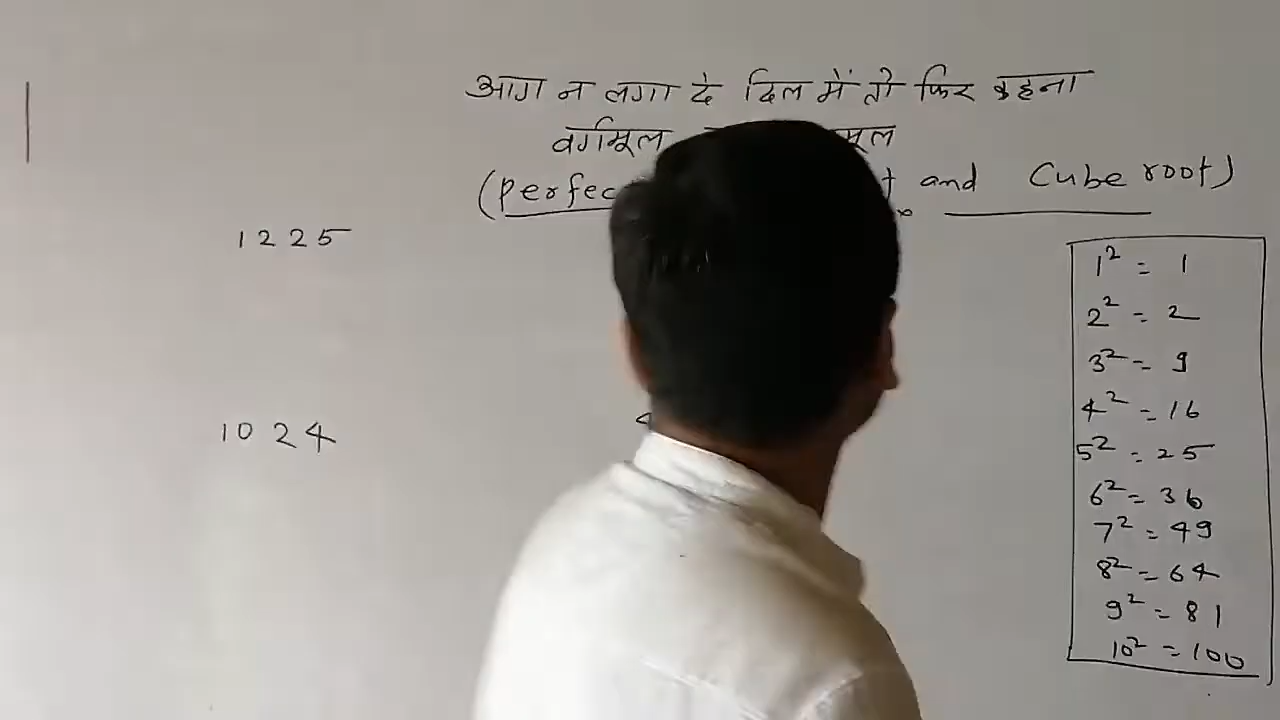 आग न लगा दे दिल में तो फिर कहना
वर्गमूल
(perfec and Cube root)
1225
1024
1² = 1
2² = 2
3² = 9
4² = 16
5² = 25
6² = 36
7² = 49
8² = 64
9² = 81
10² = 100